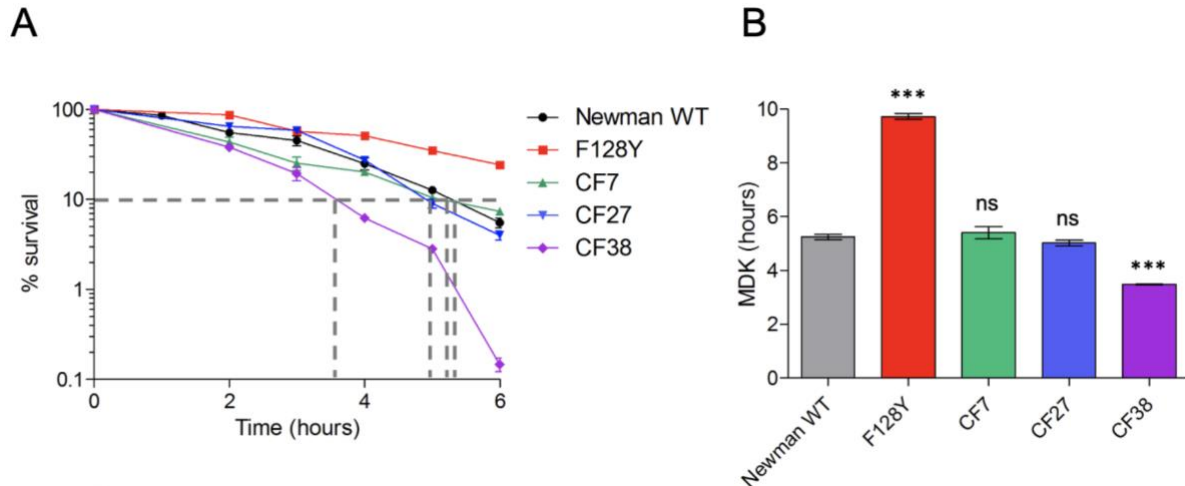 A
B
% survival
100
10
1
0.1
0
2
4
6
Time (hours)
Newman WT
F128Y
CF7
CF27
CF38
MDK (hours)
10
8
6
4
2
0
***
ns
ns
***
Newman WT
F128Y
CF7
CF27
CF38